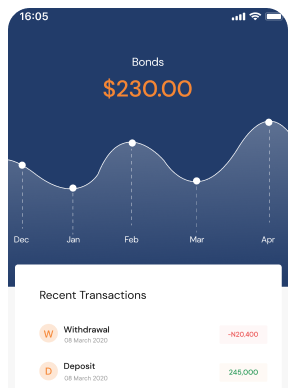 16:05
Bonds
$230.00
Dec Jan Feb Mar Apr
Recent Transactions
W
Withdrawal
08 March 2020
-N20,400
D
Deposit
08 March 2020
245,000